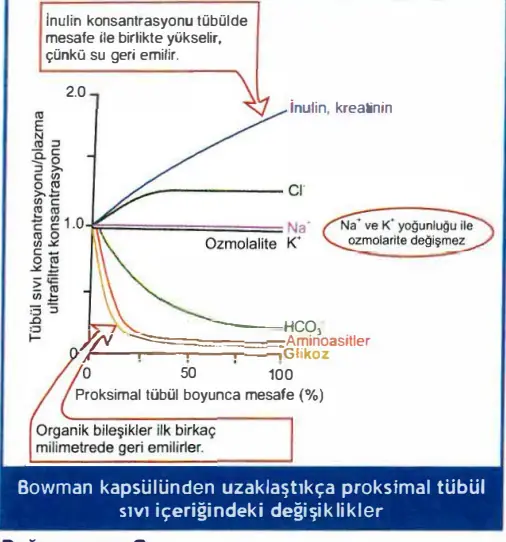 İnulin konsantrasyonu tübülde
mesafe ile birlikte yükselir,
çünkü su geri emilir.
2.0
İnulin, kreatinin
Tübül sıvı konsantrasyonu/plazma
ultrafiltrat konsantrasyonu
Cl⁻
1.0
Na⁺
Ozmolalite K⁺
Na⁺ ve K⁺ yoğunluğu ile
ozmolarite değişmez
HCO₃
Aminoasitler
Glikoz
0
0 50 100
Proksimal tübül boyunca mesafe (%)
Organik bileşikler ilk birkaç
milimetrede geri emilirler.
Bowman kapsülünden uzaklaştıkça proksimal tübül
sıvı içeriğindeki değişiklikler